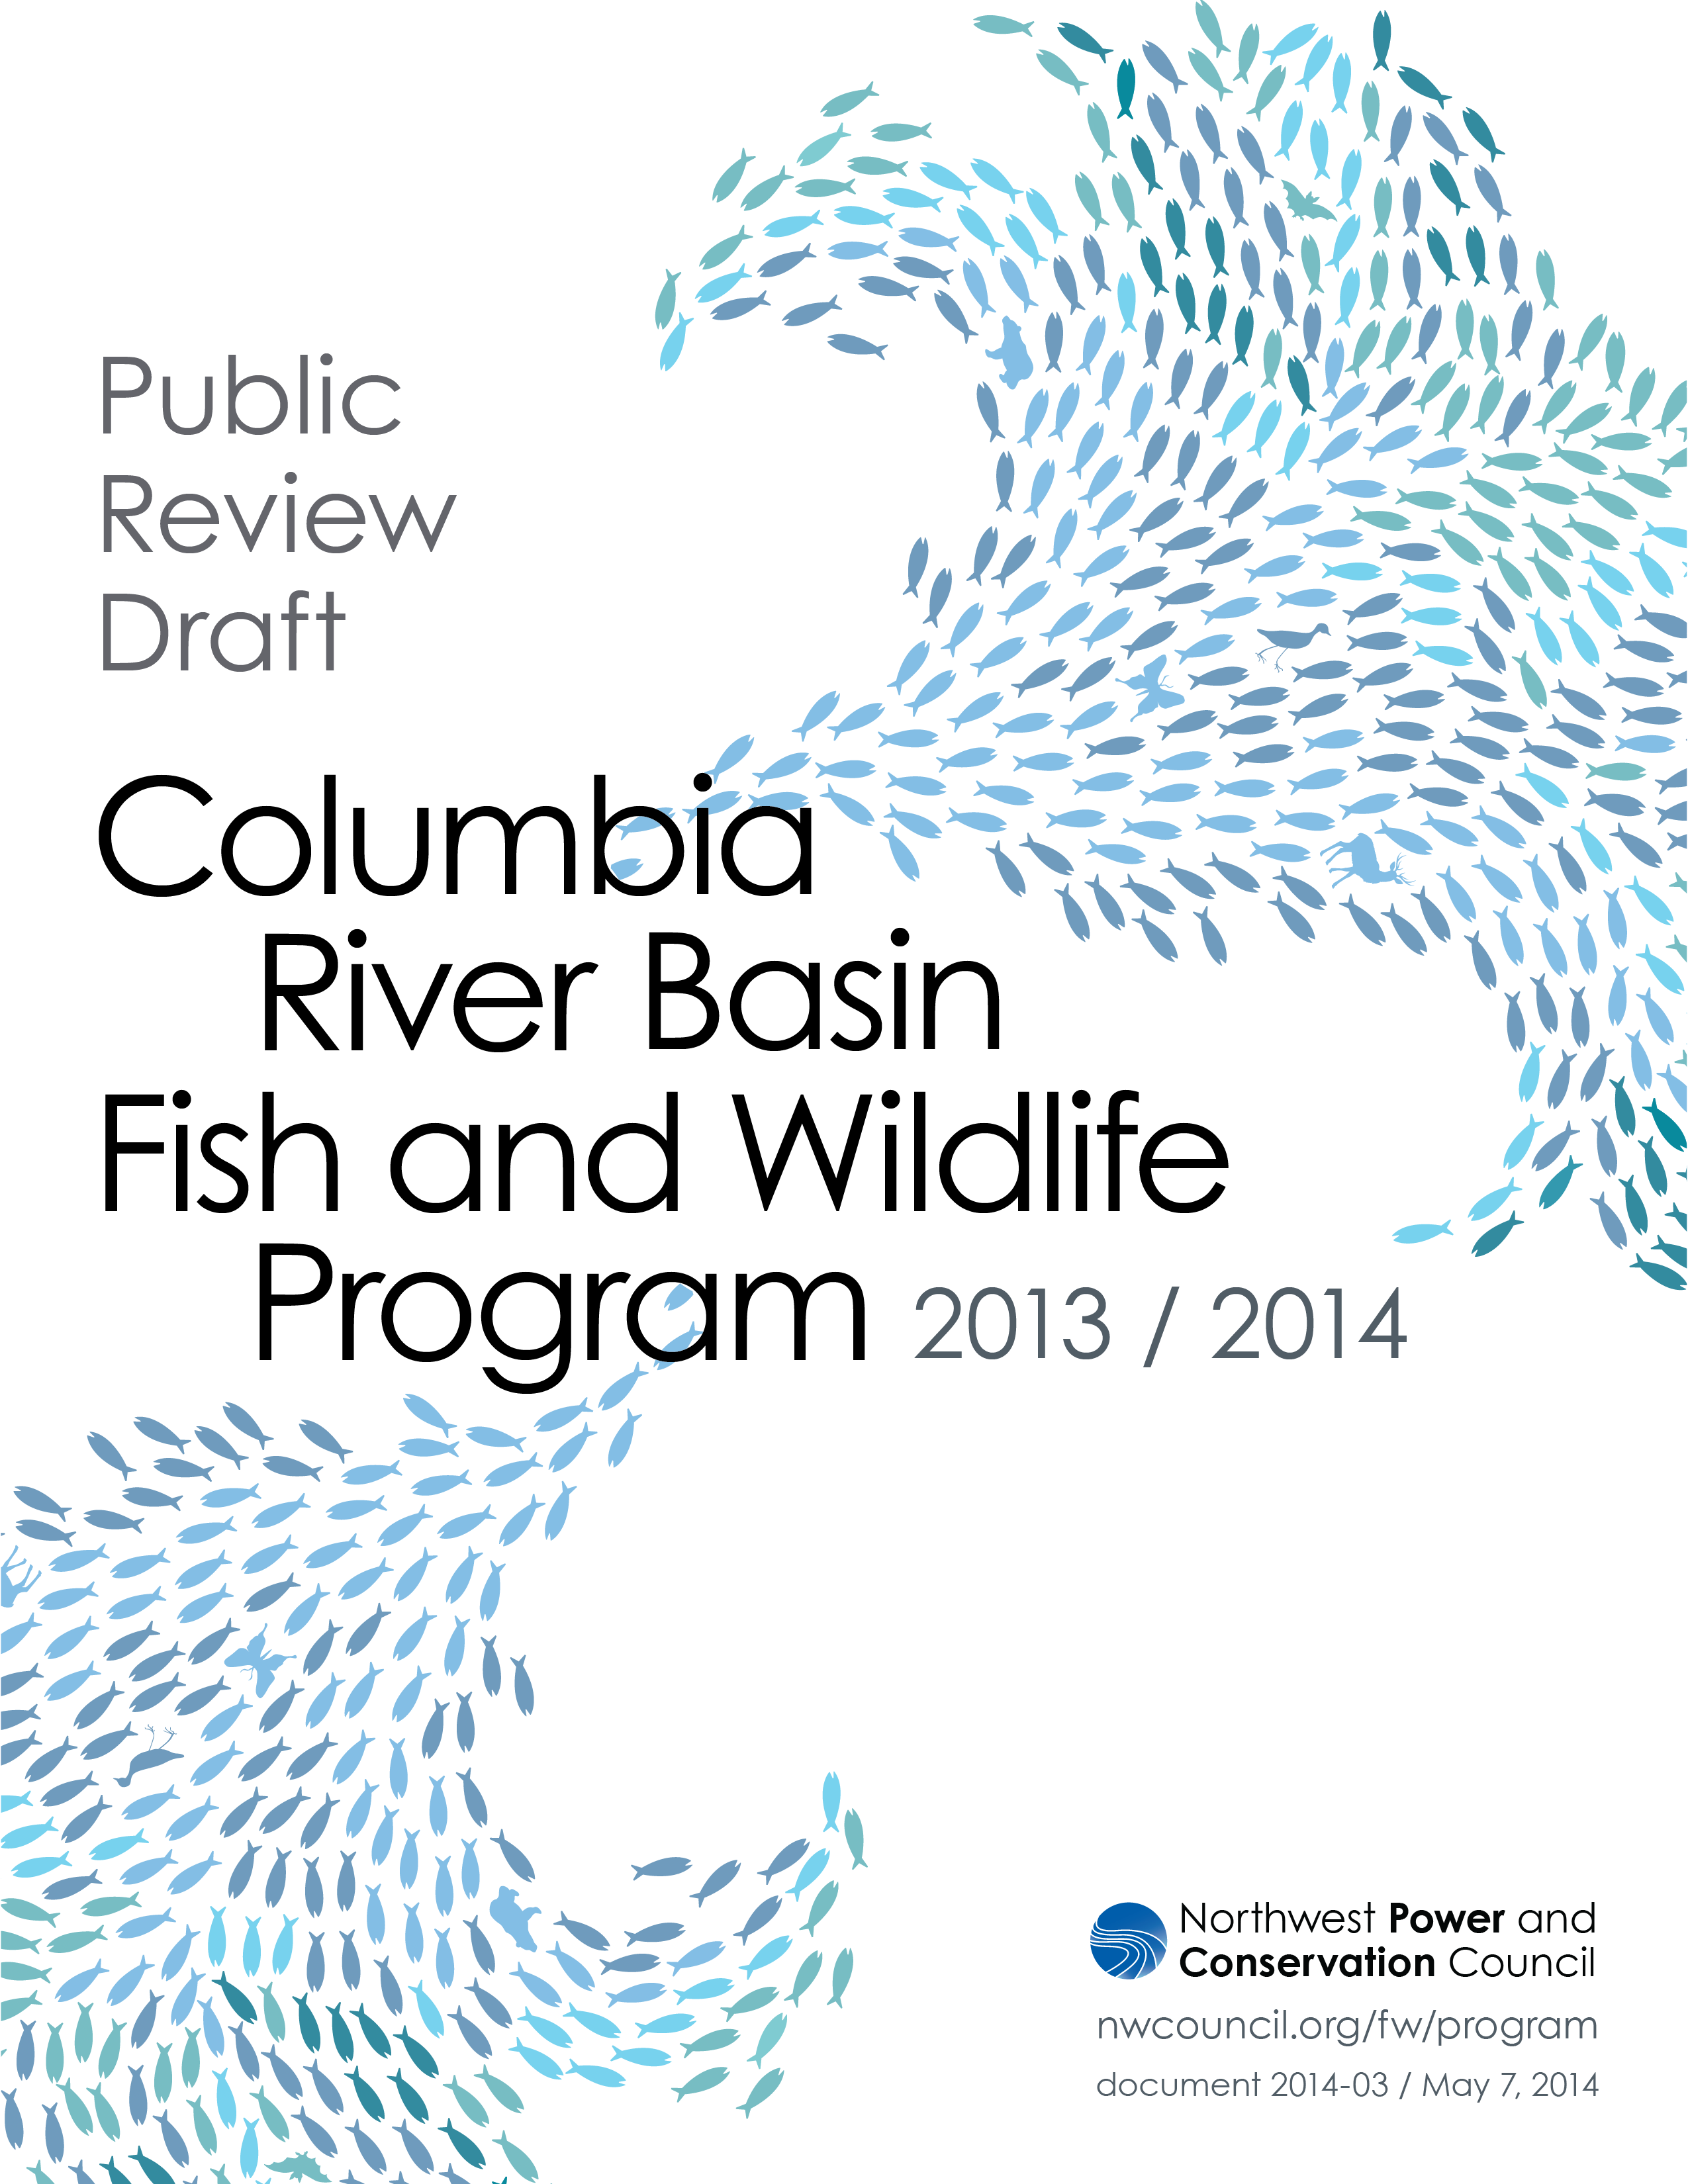 Public
Review
Draft
Columbia
River Basin
Fish and Wildlife
Program 2013 / 2014
Northwest Power and
Conservation Council
nwcouncil.org/fw/program
document 2014-03 / May 7, 2014